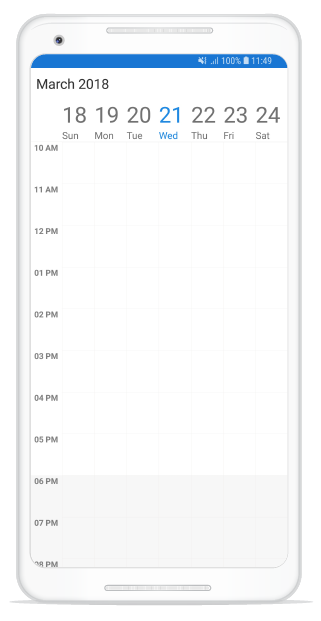 100% 11:49
March 2018
18 19 20 21 22 23 24
Sun Mon Tue Wed Thu Fri Sat
10 AM
11 AM
12 PM
01 PM
02 PM
03 PM
04 PM
05 PM
06 PM
07 PM
08 PM